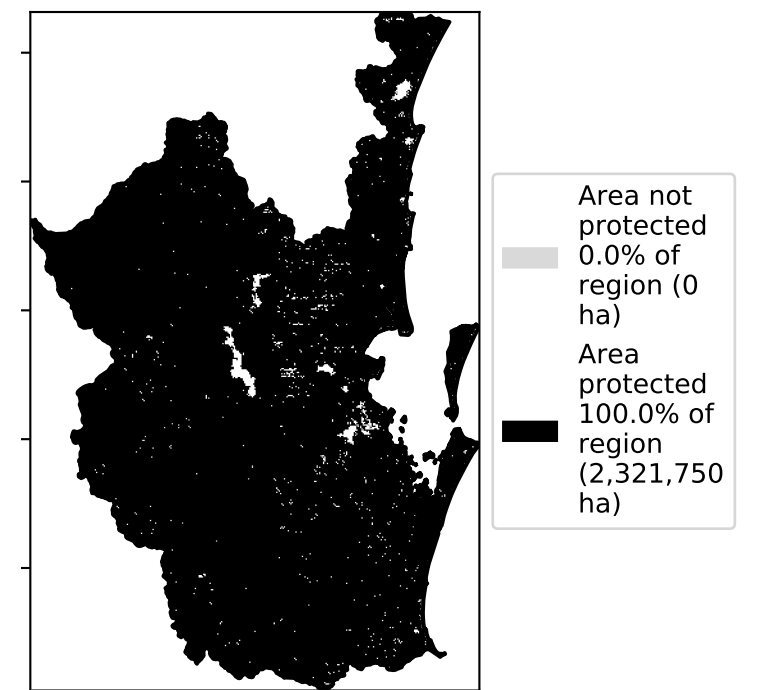 Area not
protected
0.0% of
region (0
ha)
Area
protected
100.0% of
region
(2,321,750
ha)